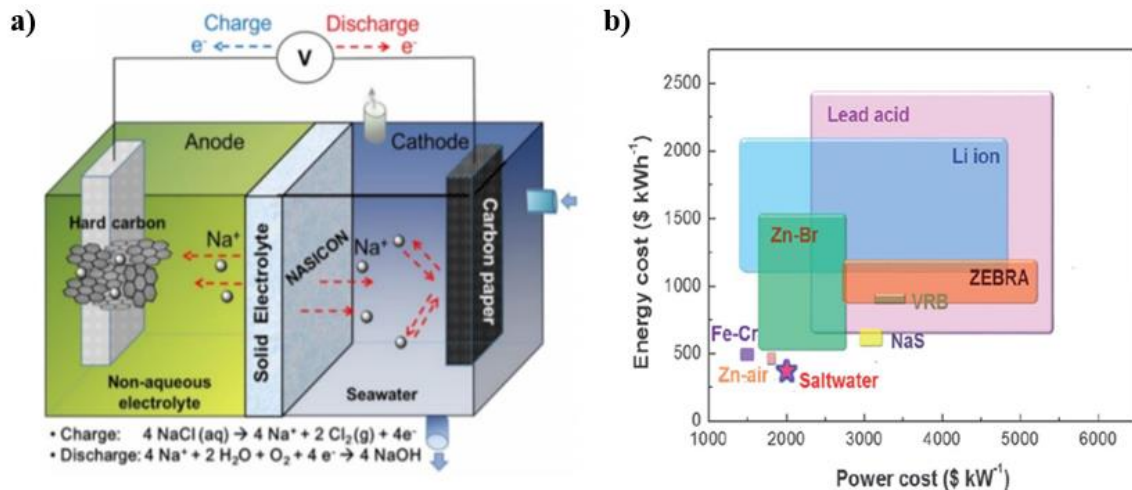 a)
Charge
Discharge
e-
e-
V
Anode
Cathode
Hard carbon
Na⁺
Solid Electrolyte
NASICON
Na⁺
Carbon paper
Non-aqueous
electrolyte
Seawater
• Charge: 4 NaCl (aq) → 4 Na⁺ + 2 Cl₂(g) + 4e⁻
• Discharge: 4 Na⁺ + 2 H₂O + O₂ + 4 e⁻ → 4 NaOH
b)
Energy cost ($ kWh⁻¹)
2500
2000
1500
1000
500
0
Lead acid
Li ion
Zn-Br
ZEBRA
VRB
Fe-Cr
NaS
Zn-air
Saltwater
1000 2000 3000 4000 5000 6000
Power cost ($ kW⁻¹)